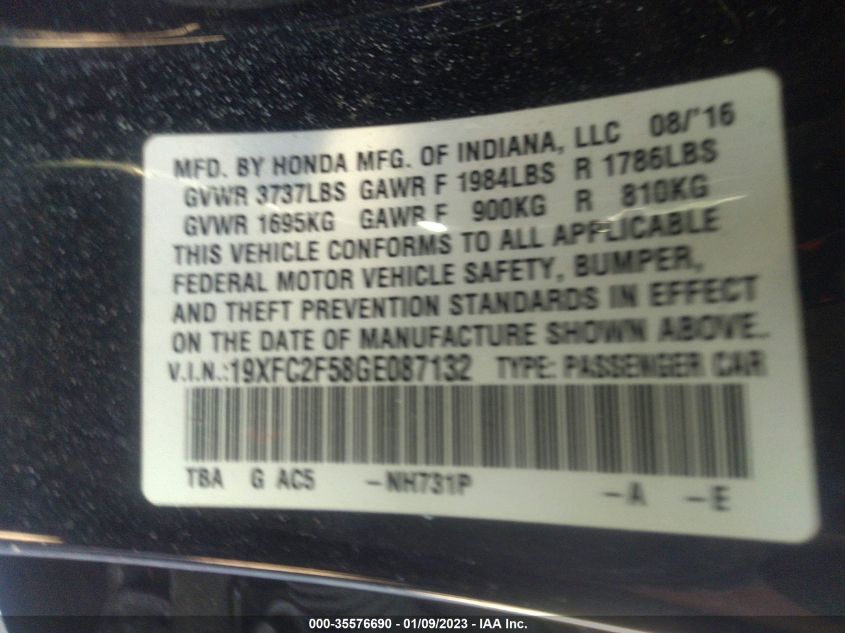 MFD. BY HONDA MFG. OF INDIANA, LLC 08/'16
GVWR 3737LBS GAWR F 1984LBS R 1786LBS
GVWR 1695KG GAWR F 900KG R 810KG
THIS VEHICLE CONFORMS TO ALL APPLICABLE
FEDERAL MOTOR VEHICLE SAFETY, BUMPER,
AND THEFT PREVENTION STANDARDS IN EFFECT
ON THE DATE OF MANUFACTURE SHOWN ABOVE.
V.I.N.:19XFC2F58GE087132 TYPE: PASSENGER CAR
TBA G AC5 -NH731P -A -E
000-35576690 - 01/09/2023 - IAA Inc.